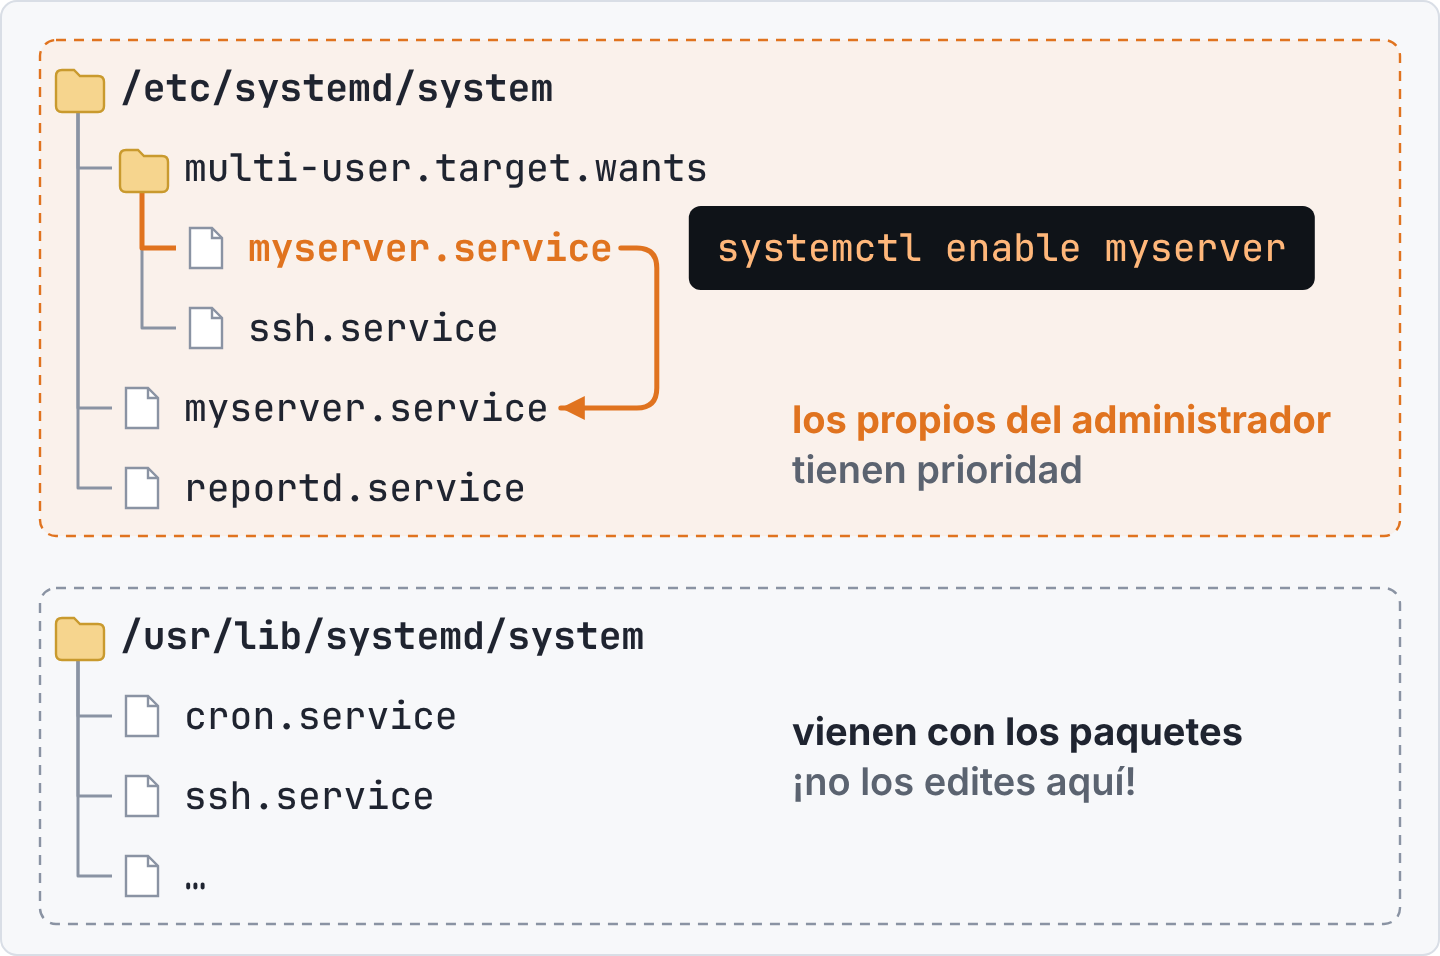 /etc/systemd/system
multi-user.target.wants
myserver.service
systemctl enable myserver
ssh.service
myserver.service
los propios del administrador
tienen prioridad
reportd.service
/usr/lib/systemd/system
cron.service
vienen con los paquetes
¡no los edites aquí!
ssh.service
…